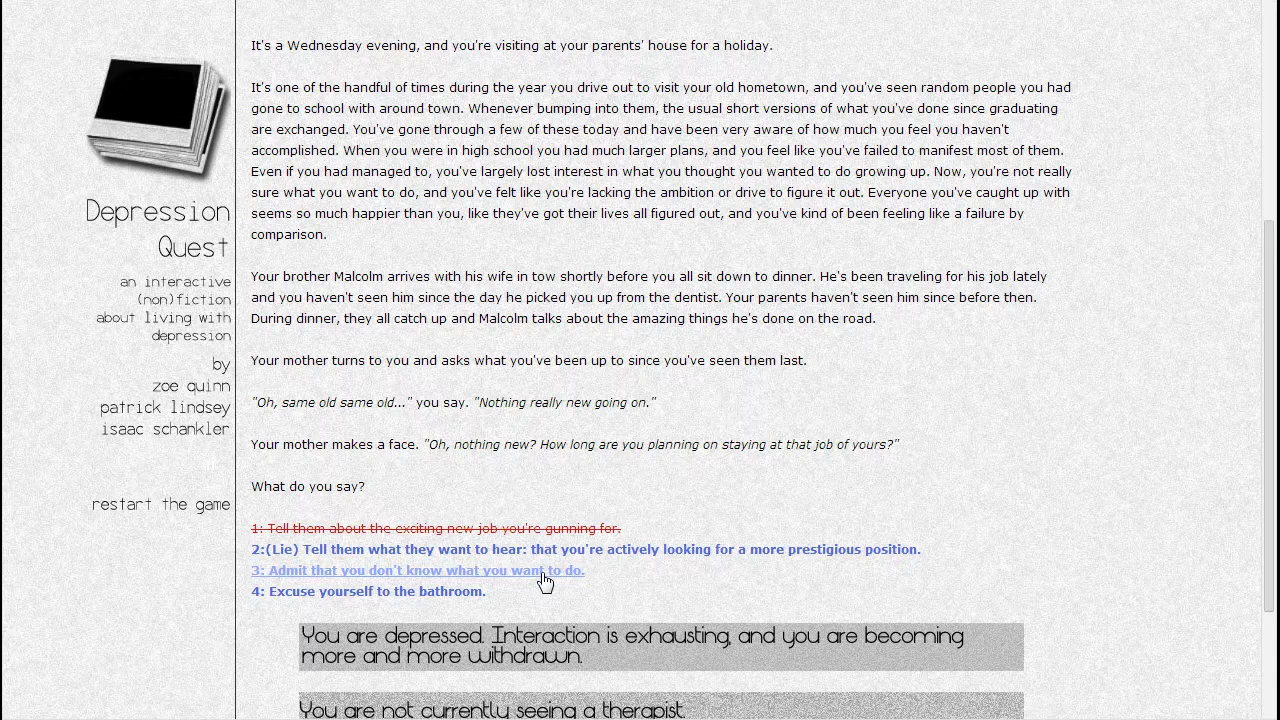 Depression
Quest
an interactive
(non)fiction
about living with
depression
by
zoe quinn
patrick lindsey
isaac schankler
restart the game
It's a Wednesday evening, and you're visiting at your parents' house for a holiday.
It's one of the handful of times during the year you drive out to visit your old hometown, and you've seen random people you had
gone to school with around town. Whenever bumping into them, the usual short versions of what you've done since graduating
are exchanged. You've gone through a few of these today and have been very aware of how much you feel you haven't
accomplished. When you were in high school you had much larger plans, and you feel like you've failed to manifest most of them.
Even if you had managed to, you've largely lost interest in what you thought you wanted to do growing up. Now, you're not really
sure what you want to do, and you've felt like you're lacking the ambition or drive to figure it out. Everyone you've caught up with
seems so much happier than you, like they've got their lives all figured out, and you've kind of been feeling like a failure by
comparison.
Your brother Malcolm arrives with his wife in tow shortly before you all sit down to dinner. He's been traveling for his job lately
and you haven't seen him since the day he picked you up from the dentist. Your parents haven't seen him since before then.
During dinner, they all catch up and Malcolm talks about the amazing things he's done on the road.
Your mother turns to you and asks what you've been up to since you've seen them last.
"Oh, same old same old..." you say. "Nothing really new going on."
Your mother makes a face. "Oh, nothing new? How long are you planning on staying at that job of yours?"
What do you say?
1: Tell them about the exciting new job you're gunning for.
2:(Lie) Tell them what they want to hear: that you're actively looking for a more prestigious position.
3: Admit that you don't know what you want to do.
4: Excuse yourself to the bathroom.
You are depressed. Interaction is exhausting, and you are becoming
more and more withdrawn.
You are not currently seeing a therapist.